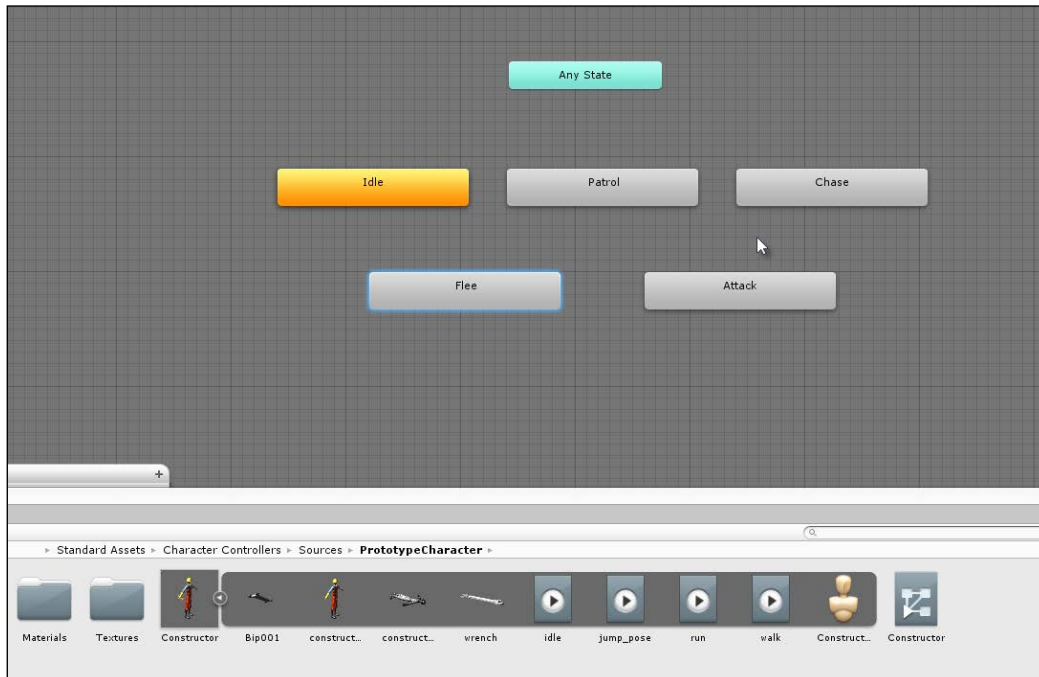 Any State
Idle Patrol Chase
Flee Attack
+
Standard Assets Character Controllers Sources PrototypeCharacter
Materials Textures Constructor Bip001 construct... construct... wrench idle jump_pose run walk Construct... Constructor